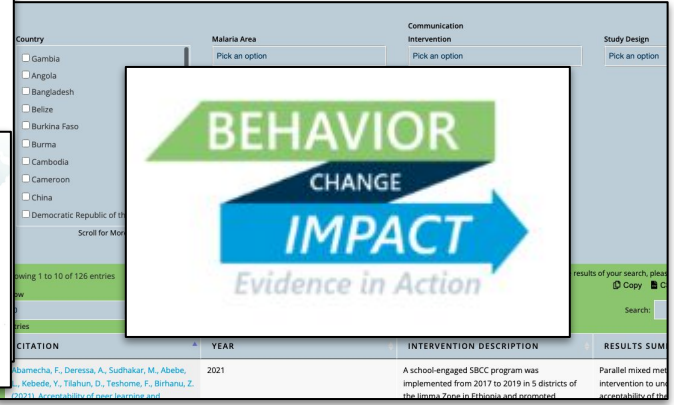 Country
Malaria Area
Communication
Intervention
Study Design
Pick an option
Pick an option
Pick an option
Gambia
Angola
Bangladesh
Belize
Burkina Faso
Burma
Cambodia
Cameroon
China
Democratic Republic of th
Scroll for Mor
BEHAVIOR
CHANGE
IMPACT
Evidence in Action
owing 1 to 10 of 126 entries
results of your search, pleas
Copy
C
ow
0
Search:
tries
CITATION
YEAR
INTERVENTION DESCRIPTION
RESULTS SUM
Abamecha, F., Deressa, A., Sudhakar, M., Abebe,
., Kebede, Y., Tilahun, D., Teshome, F., Birhanu, Z.
(2021). Acceptability of peer learning and
2021
A school-engaged SBCC program was
implemented from 2017 to 2019 in 5 districts of
the Jimma Zone in Ethiopia and promoted
Parallel mixed met
intervention to und
acceptability of the